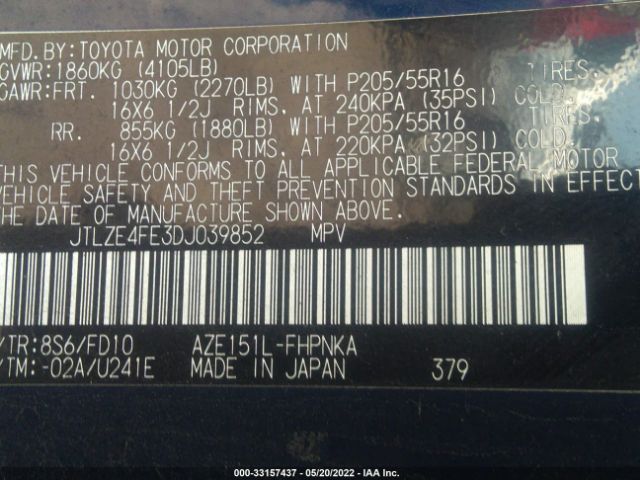 MFD.BY:TOYOTA MOTOR CORPORATION
GVWR:1860KG (4105LB)
GAWR:FRT. 1030KG (2270LB) WITH P205/55R16 TIRES.
16X6 1/2J RIMS. AT 240KPA (35PSI) COLD.
RR. 855KG (1880LB) WITH P205/55R16 TIRES.
16X6 1/2J RIMS. AT 220KPA (32PSI) COLD.
THIS VEHICLE CONFORMS TO ALL APPLICABLE FEDERAL MOTOR
VEHICLE SAFETY AND THEFT PREVENTION STANDARDS IN EFFECT
THE DATE OF MANUFACTURE SHOWN ABOVE.
JTLZE4FE3DJ039852 MPV
/TR:8S6/FD10 AZE151L-FHPNKA
/TM:-02A/U241E MADE IN JAPAN 379
000-33157437 - 05/20/2022 - IAA Inc.